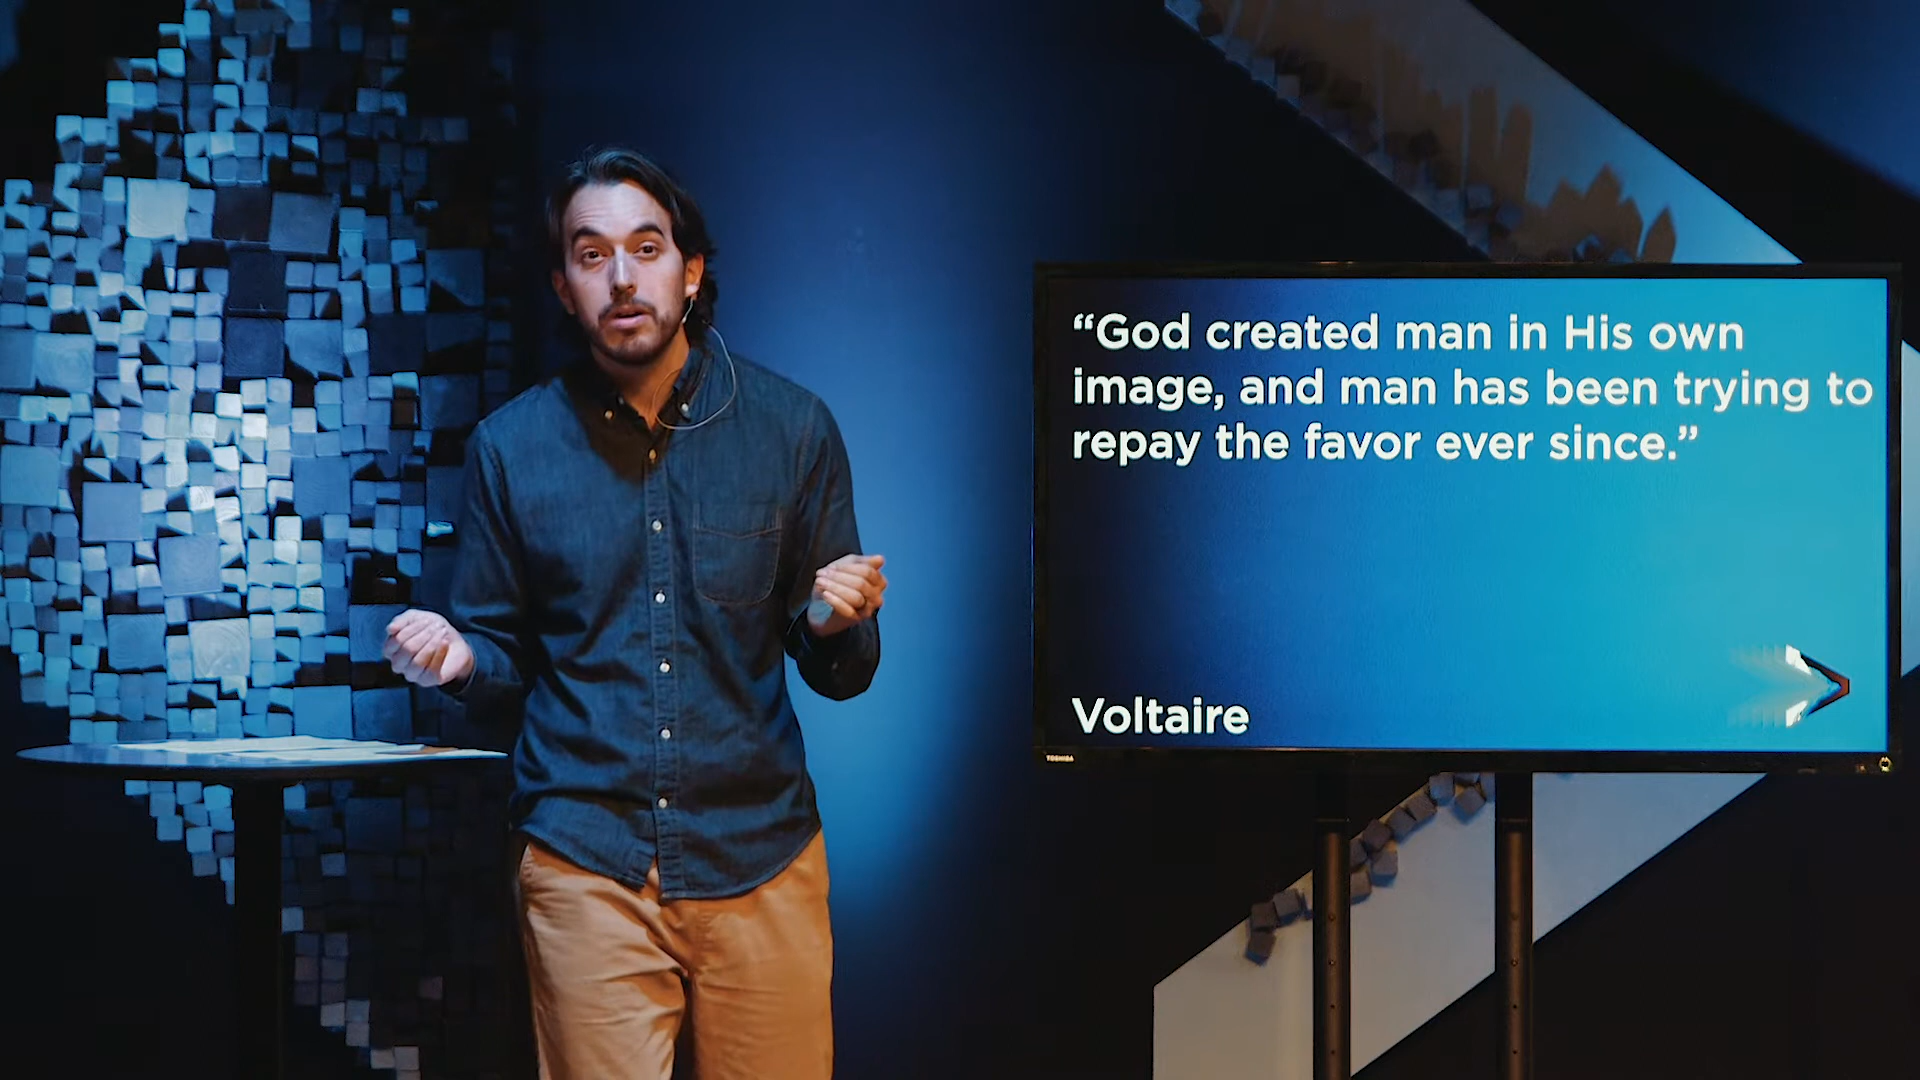 “God created man in His own
image, and man has been trying to
repay the favor ever since.”
Voltaire
TOSHIBA